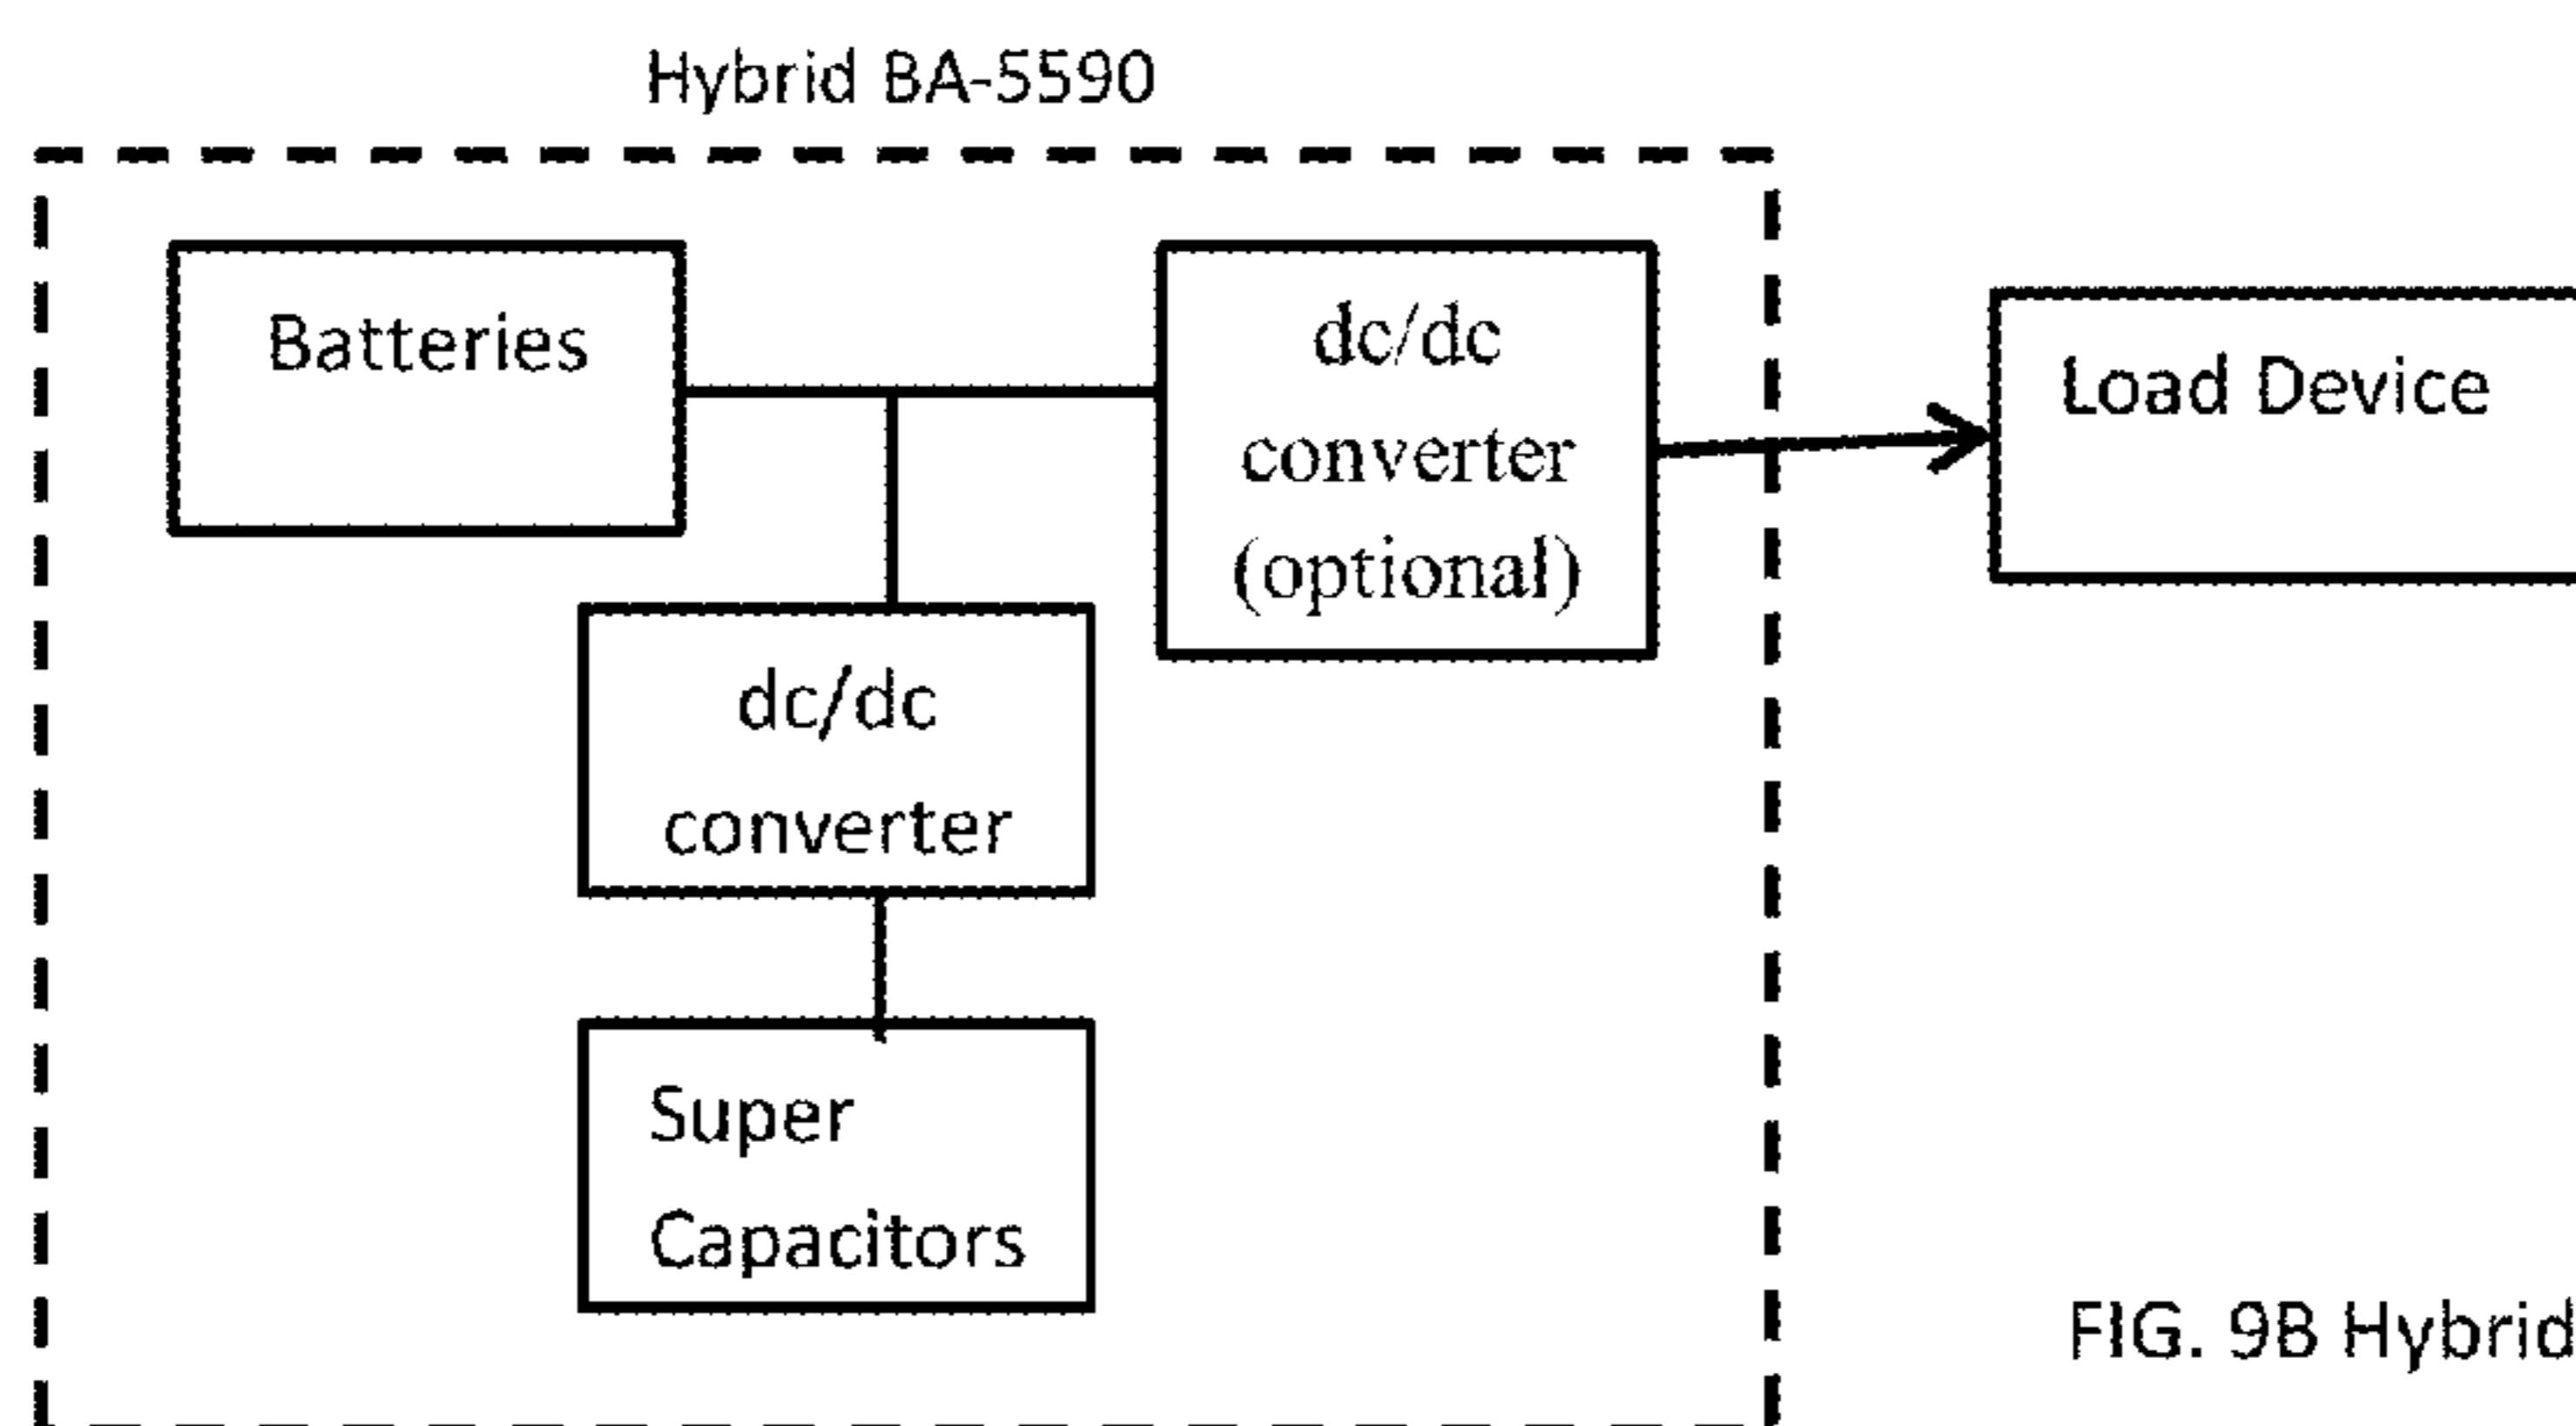 Hybrid BA-5590
Batteries
dc/dc
converter
(optional)
Load Device
dc/dc
converter
Super
Capacitors
FIG. 9B Hybrid